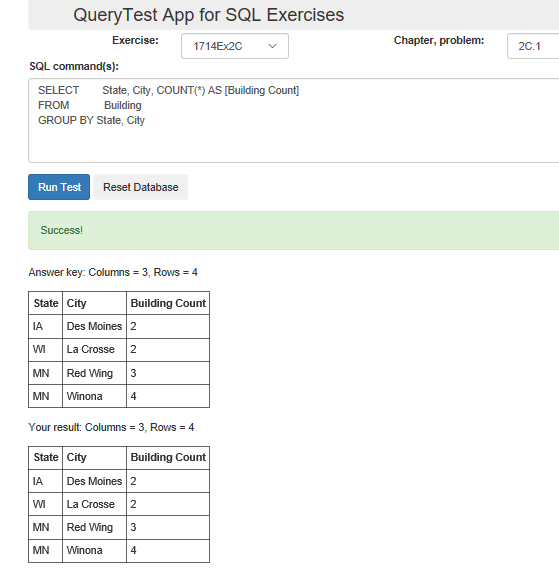 QueryTest App for SQL Exercises
Exercise: 1714Ex2C Chapter, problem: 2C.1
SQL command(s):
SELECT State, City, COUNT(*) AS [Building Count]
FROM Building
GROUP BY State, City
Run Test Reset Database
Success!
Answer key: Columns = 3, Rows = 4
State City Building Count
IA Des Moines 2
WI La Crosse 2
MN Red Wing 3
MN Winona 4
Your result: Columns = 3, Rows = 4
State City Building Count
IA Des Moines 2
WI La Crosse 2
MN Red Wing 3
MN Winona 4